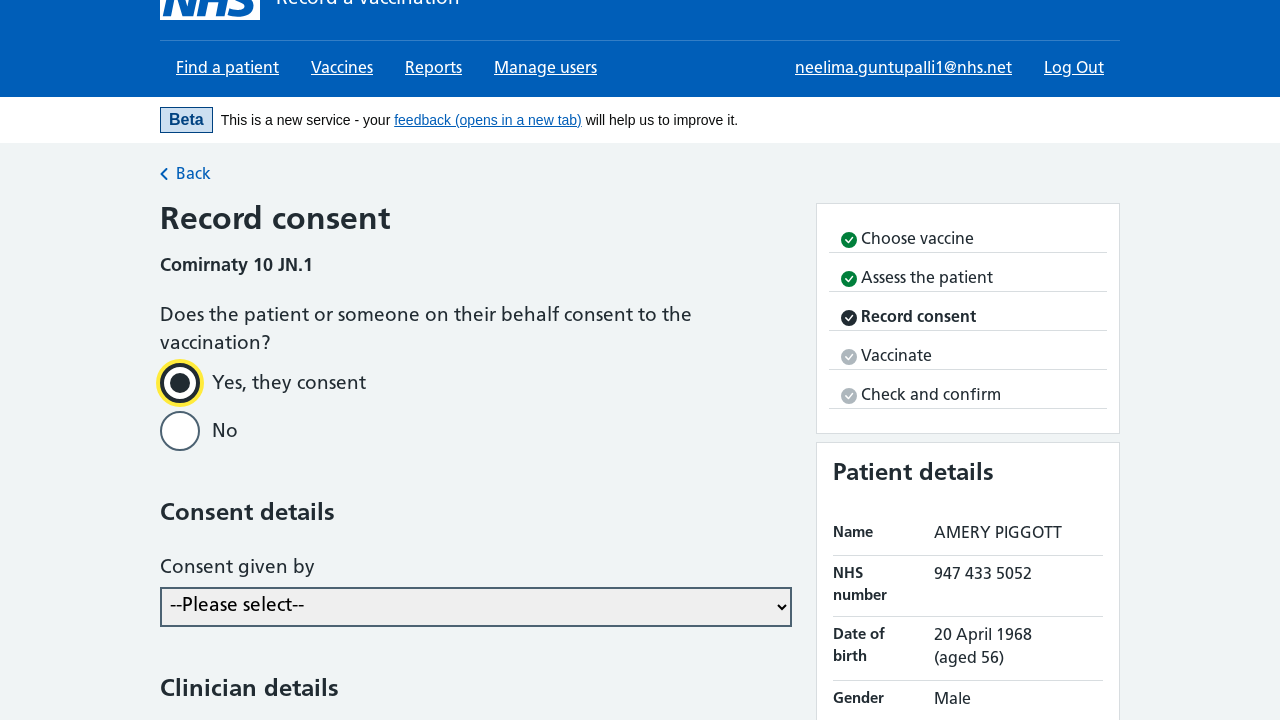 NHS Record a vaccination
Find a patient Vaccines Reports Manage users neelima.guntupalli1@nhs.net Log Out
Beta This is a new service - your feedback (opens in a new tab) will help us to improve it.
Back
Record consent
Comirnaty 10 JN.1
Does the patient or someone on their behalf consent to the
vaccination?
Yes, they consent
No
Consent details
Consent given by
--Please select--
Clinician details
Choose vaccine
Assess the patient
Record consent
Vaccinate
Check and confirm
Patient details
Name AMERY PIGGOTT
NHS
number 947 433 5052
Date of
birth 20 April 1968
(aged 56)
Gender Male